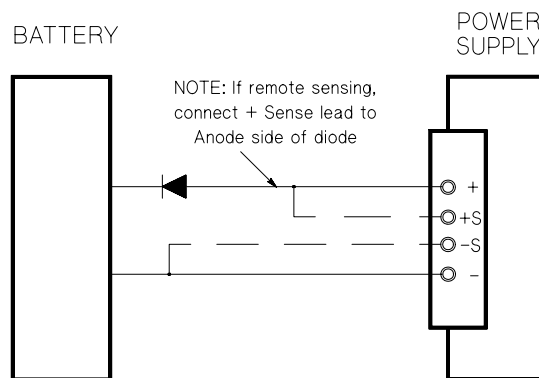 BATTERY
POWER
SUPPLY
NOTE: If remote sensing,
connect + Sense lead to
Anode side of diode
+
+S
-S
-